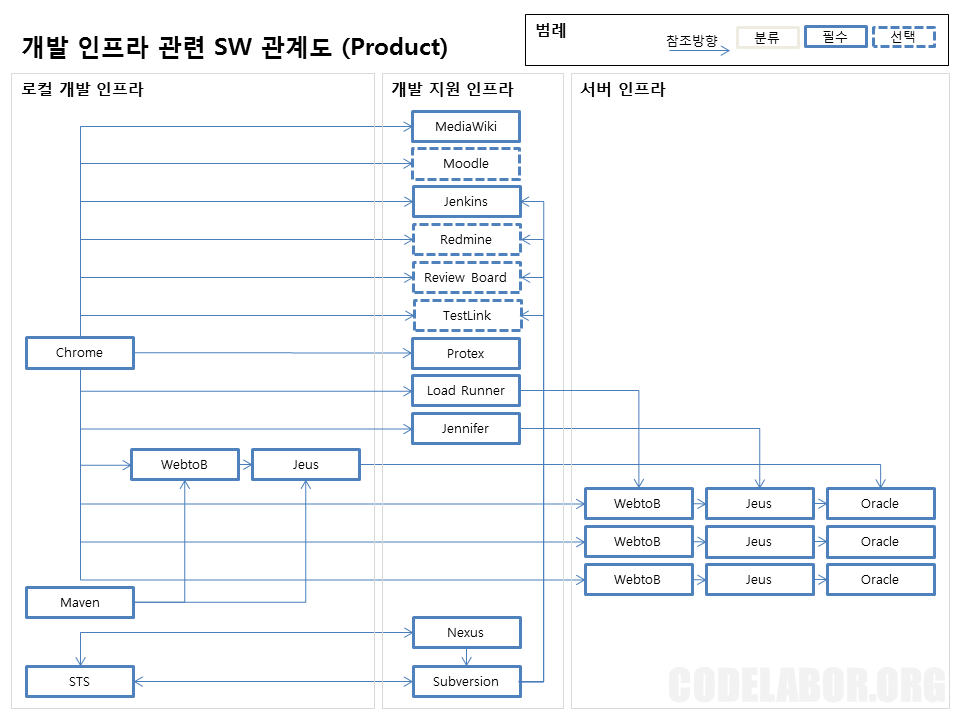 개발 인프라 관련 SW 관계도 (Product)
범례
참조방향
분류
필수
선택
로컬 개발 인프라
개발 지원 인프라
서버 인프라
MediaWiki
Moodle
Jenkins
Redmine
Review Board
TestLink
Chrome
Protex
Load Runner
Jennifer
WebtoB
Jeus
WebtoB
Jeus
Oracle
WebtoB
Jeus
Oracle
WebtoB
Jeus
Oracle
Maven
Nexus
STS
Subversion
CODELABOR.ORG